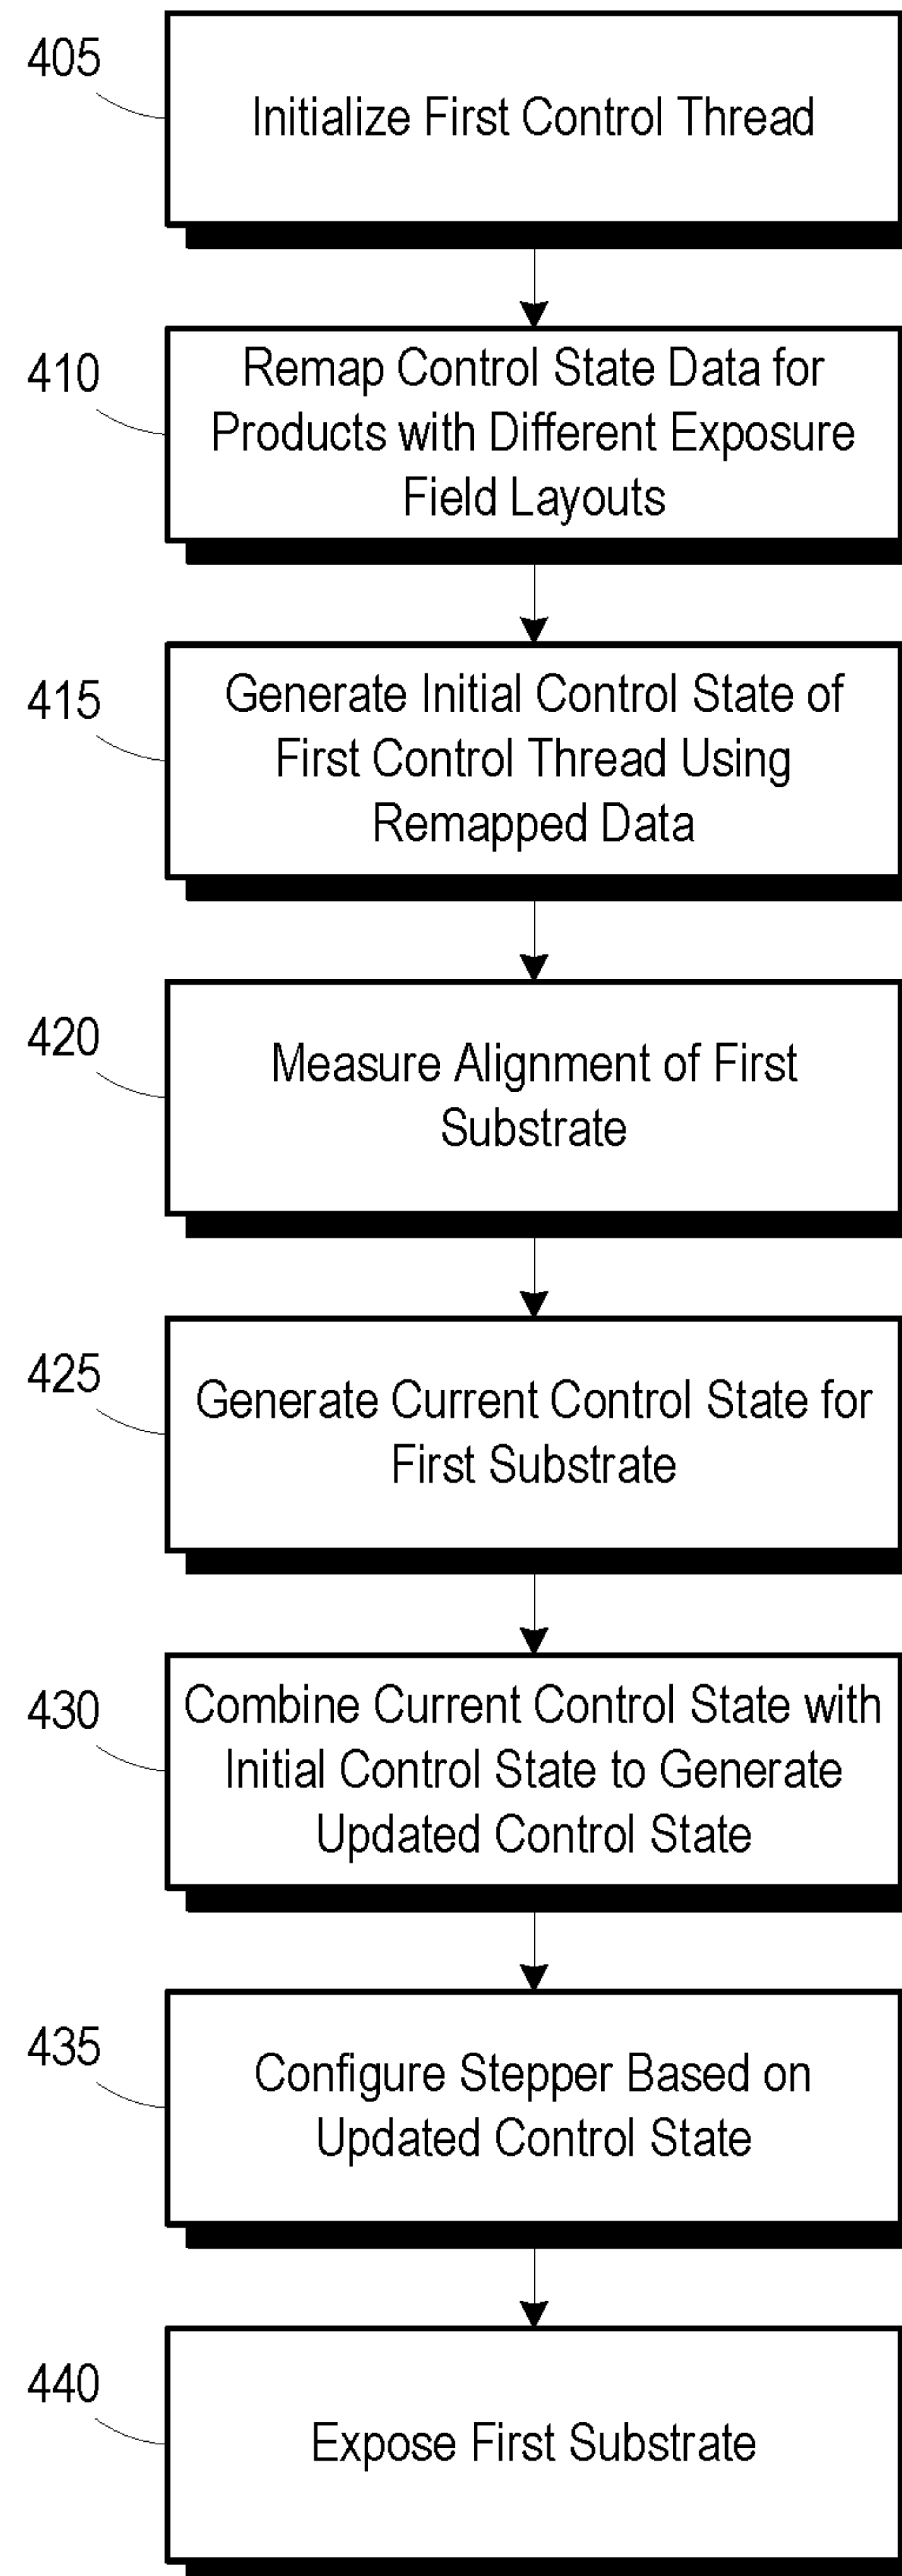 405
Initialize First Control Thread
410
Remap Control State Data for
Products with Different Exposure
Field Layouts
415
Generate Initial Control State of
First Control Thread Using
Remapped Data
420
Measure Alignment of First
Substrate
425
Generate Current Control State for
First Substrate
430
Combine Current Control State with
Initial Control State to Generate
Updated Control State
435
Configure Stepper Based on
Updated Control State
440
Expose First Substrate